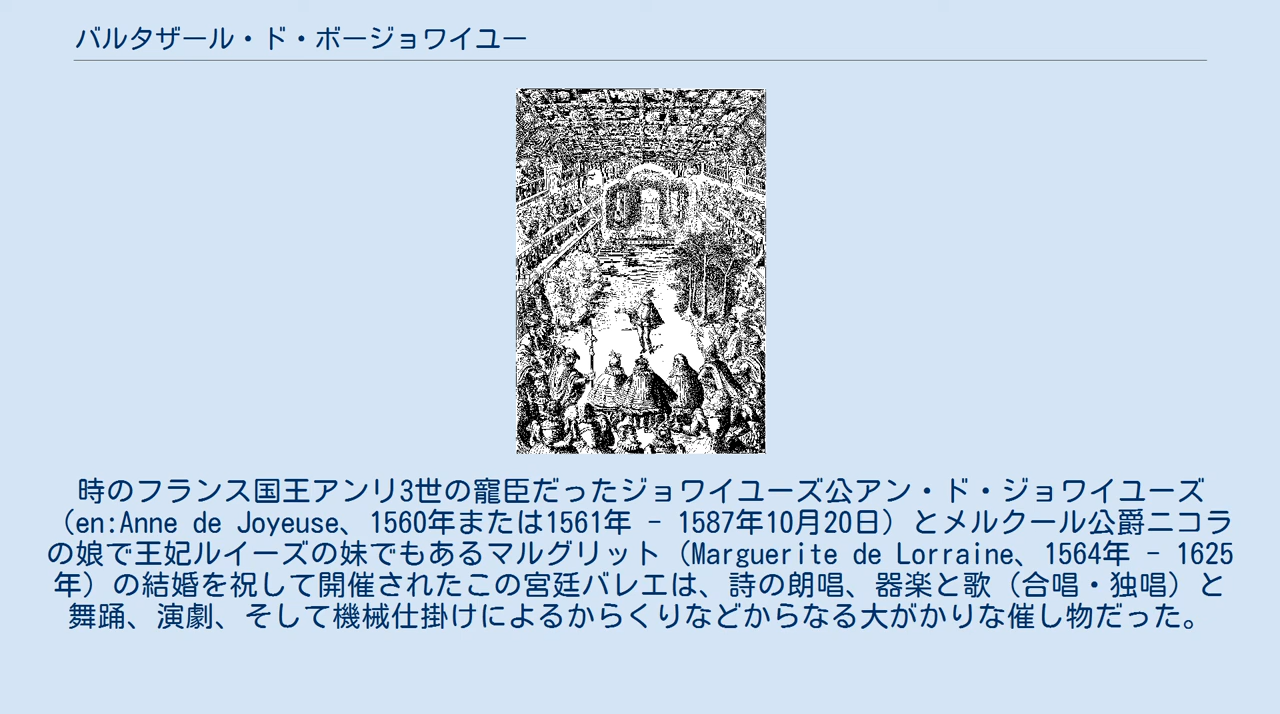 バルタザール・ド・ボージョワイユー
時のフランス国王アンリ3世の寵臣だったジョワイユーズ公アン・ド・ジョワイユーズ
（en:Anne de Joyeuse、1560年または1561年 - 1587年10月20日）とメルクール公爵ニコラ
の娘で王妃ルイーズの妹でもあるマルグリット（Marguerite de Lorraine、1564年 - 1625
年）の結婚を祝して開催されたこの宮廷バレエは、詩の朗唱、器楽と歌（合唱・独唱）と
舞踊、演劇、そして機械仕掛けによるからくりなどからなる大がかりな催し物だった。